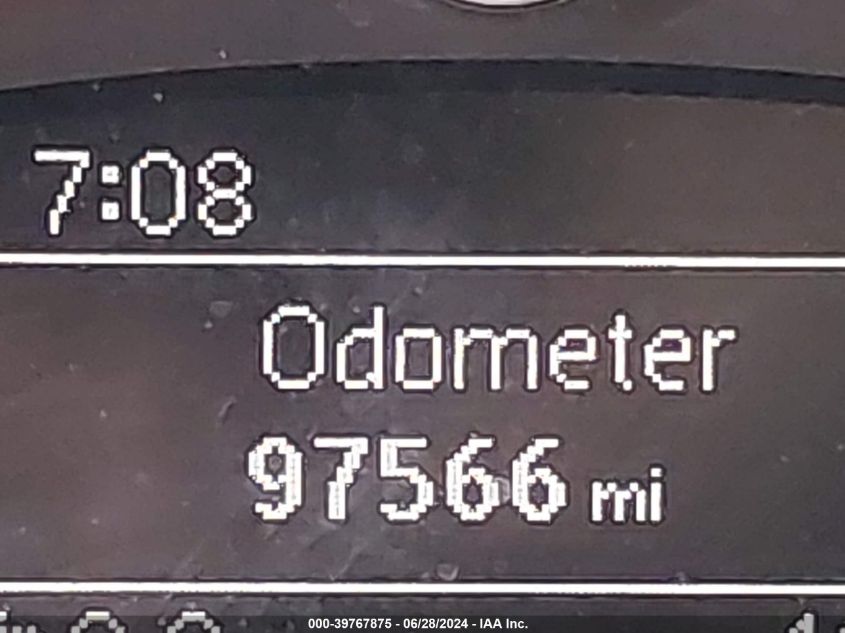 7:08
Odometer
97566 mi
000-39767875 - 06/28/2024 - IAA Inc.